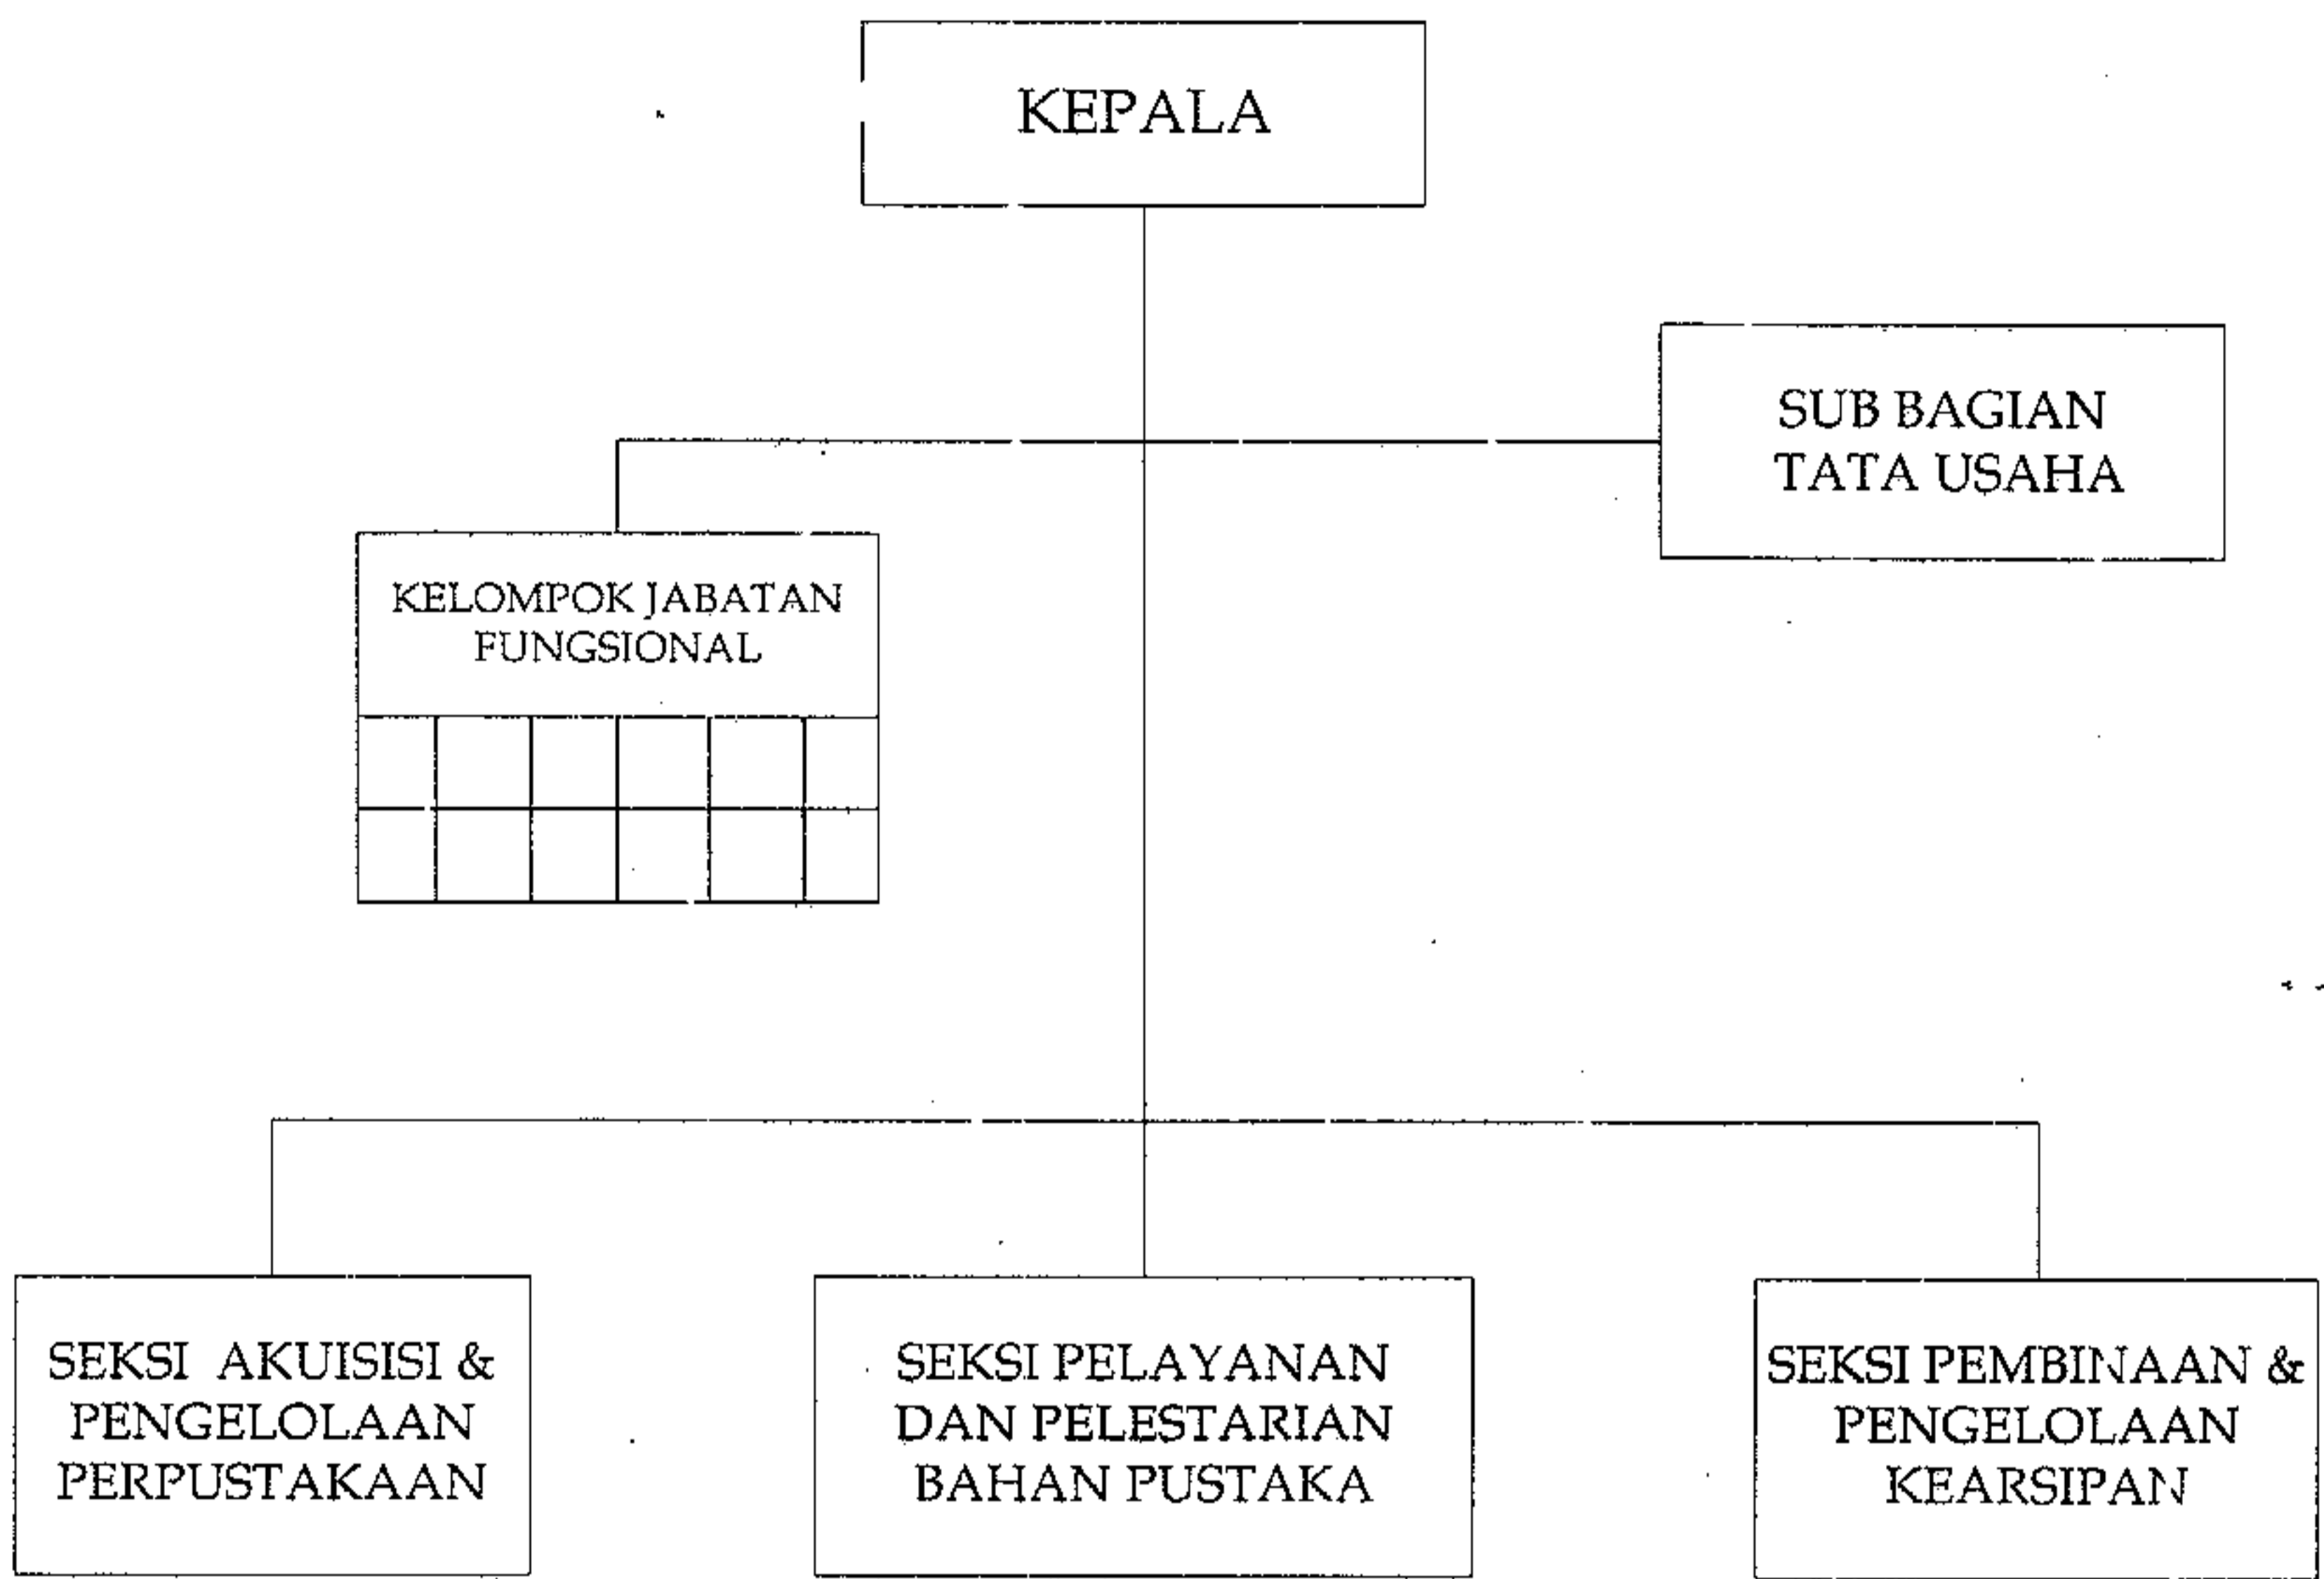 KEPALA
SUB BAGIAN
TATA USAHA
KELOMPOK JABATAN
FUNGSIONAL
SEKSI AKUISISI &
PENGELOLAAN
PERPUSTAKAAN
SEKSI PELAYANAN
DAN PELESTARIAN
BAHAN PUSTAKA
SEKSI PEMBINAAN &
PENGELOLAAN
KEARSIPAN